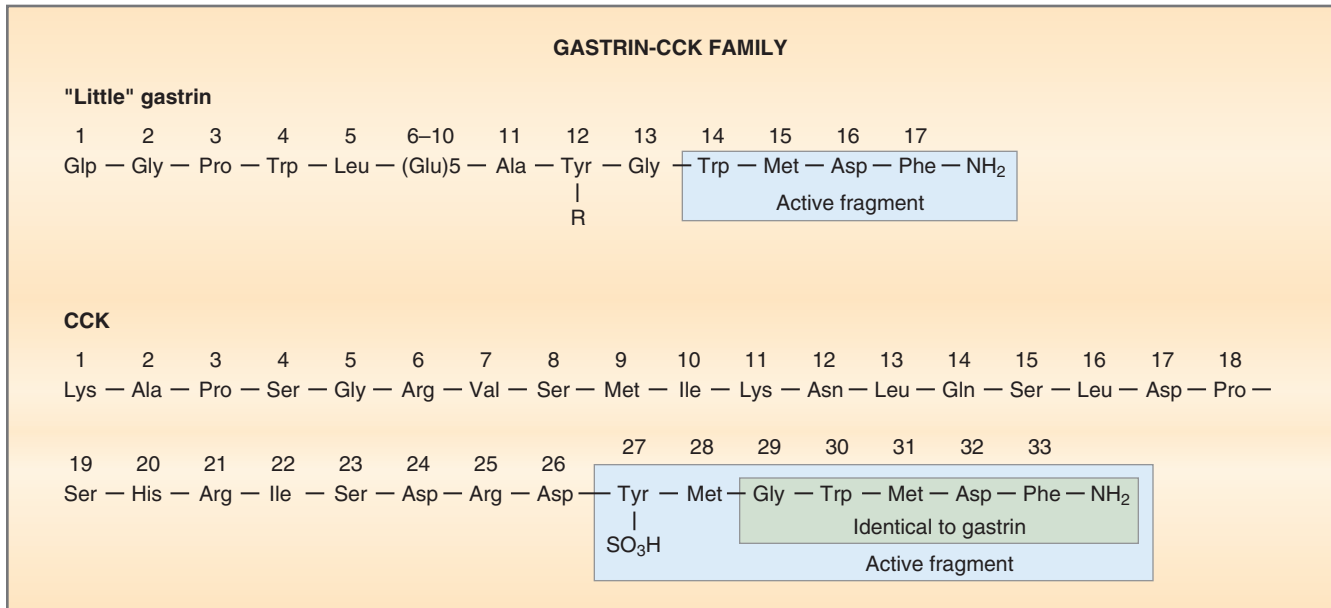 GASTRIN-CCK FAMILY
"Little" gastrin
1 2 3 4 5 6–10 11 12 13 14 15 16 17
Glp — Gly — Pro — Trp — Leu — (Glu)5 — Ala — Tyr — Gly — Trp — Met — Asp — Phe — NH₂
|
Active fragment
R
CCK
1 2 3 4 5 6 7 8 9 10 11 12 13 14 15 16 17 18
Lys — Ala — Pro — Ser — Gly — Arg — Val — Ser — Met — Ile — Lys — Asn — Leu — Gln — Ser — Leu — Asp — Pro —
19 20 21 22 23 24 25 26 27 28 29 30 31 32 33
Ser — His — Arg — Ile — Ser — Asp — Arg — Asp — Tyr — Met — Gly — Trp — Met — Asp — Phe — NH₂
|
Identical to gastrin
SO₃H
Active fragment